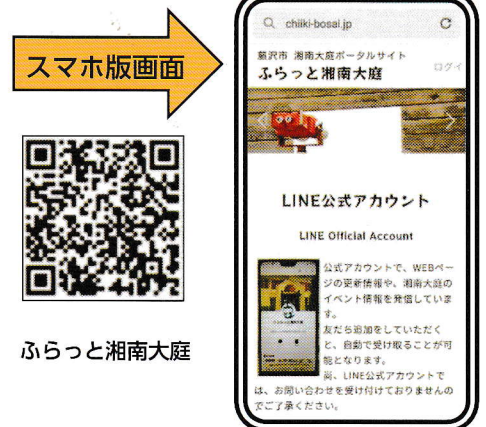 スマホ版画面
ふらっと湘南大庭
chiiki-bosai.jp
藤沢市 湘南大庭ポータルサイト
ログイ
ふらっと湘南大庭
LINE公式アカウント
LINE Official Account
公式アカウントで、WEBペー
ジの更新情報や、湘南大庭の
イベント情報を発信していま
す。
友だち追加をしていただく
と、自動で受け取ることが可
能となります。
尚、LINE公式アカウントで
は、お問い合わせを受け付けておりませんの
でご了承ください。